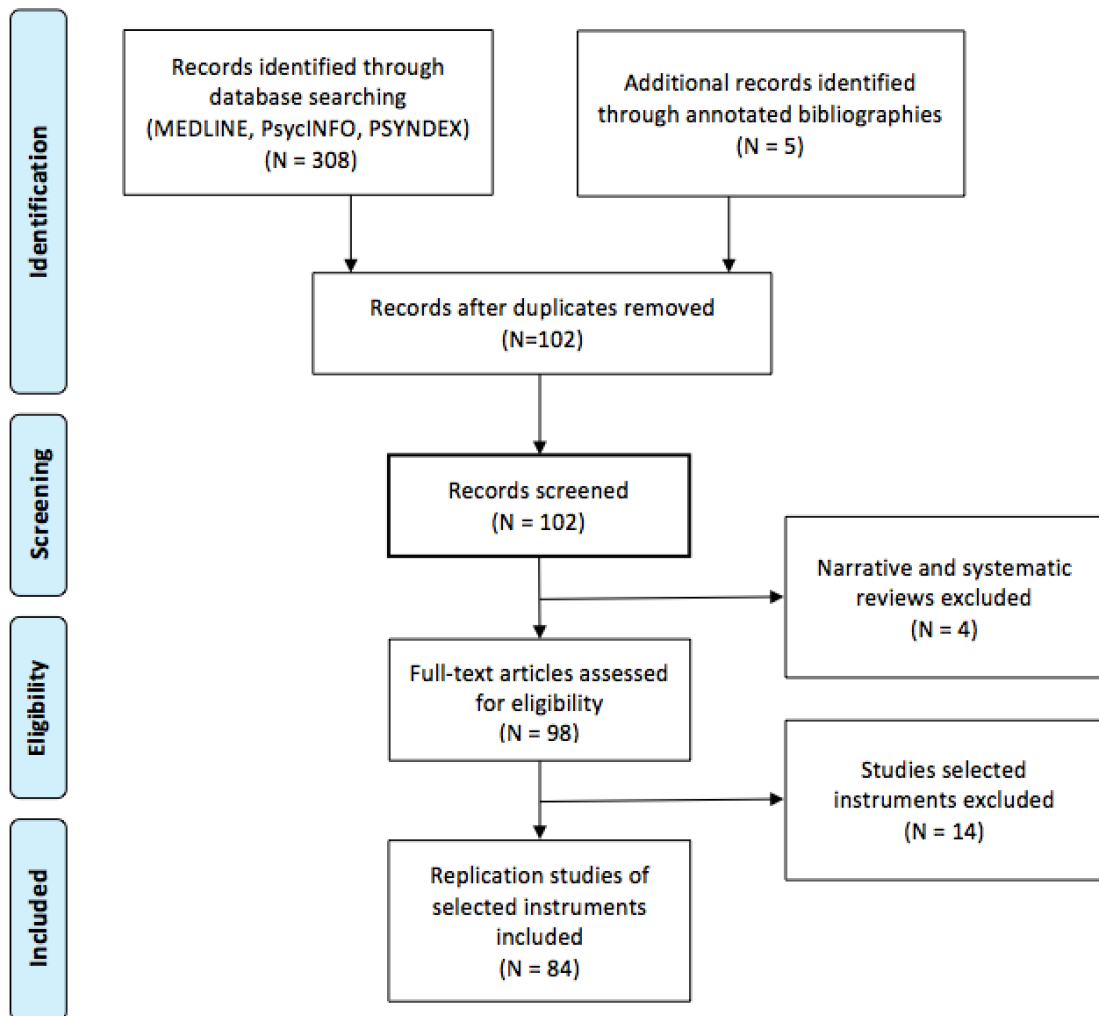 Identification
Records identified through
database searching
(MEDLINE, PsycINFO, PSYNDEX)
(N = 308)
Additional records identified
through annotated bibliographies
(N = 5)
Records after duplicates removed
(N=102)
Screening
Records screened
(N = 102)
Narrative and systematic
reviews excluded
(N = 4)
Eligibility
Full-text articles assessed
for eligibility
(N = 98)
Studies selected
instruments excluded
(N = 14)
Included
Replication studies of
selected instruments
included
(N = 84)